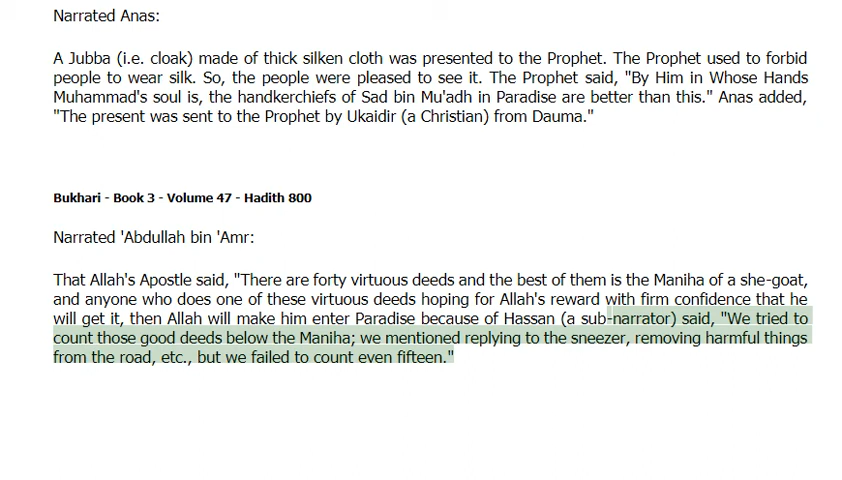 Narrated Anas:
A Jubba (i.e. cloak) made of thick silken cloth was presented to the Prophet. The Prophet used to forbid
people to wear silk. So, the people were pleased to see it. The Prophet said, "By Him in Whose Hands
Muhammad's soul is, the handkerchiefs of Sad bin Mu'adh in Paradise are better than this." Anas added,
"The present was sent to the Prophet by Ukaidir (a Christian) from Dauma."
Bukhari - Book 3 - Volume 47 - Hadith 800
Narrated 'Abdullah bin 'Amr:
That Allah's Apostle said, "There are forty virtuous deeds and the best of them is the Maniha of a she-goat,
and anyone who does one of these virtuous deeds hoping for Allah's reward with firm confidence that he
will get it, then Allah will make him enter Paradise because of Hassan (a sub-narrator) said, "We tried to
count those good deeds below the Maniha; we mentioned replying to the sneezer, removing harmful things
from the road, etc., but we failed to count even fifteen."